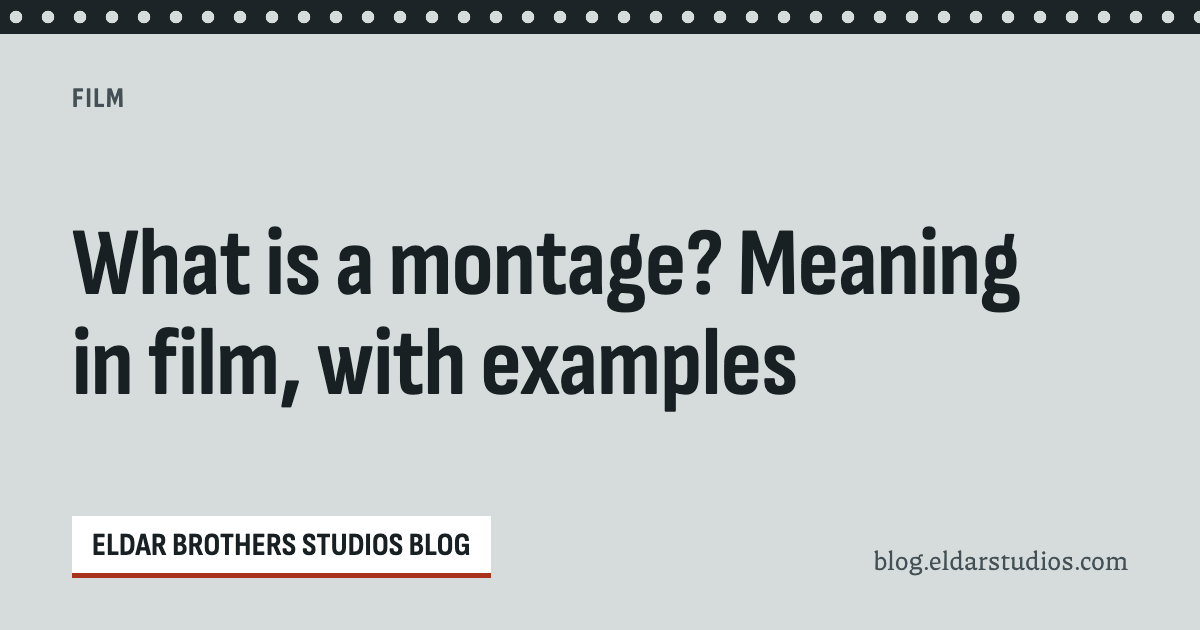 FILM
What is a montage? Meaning
in film, with examples
ELDAR BROTHERS STUDIOS BLOG
blog.eldarstudios.com